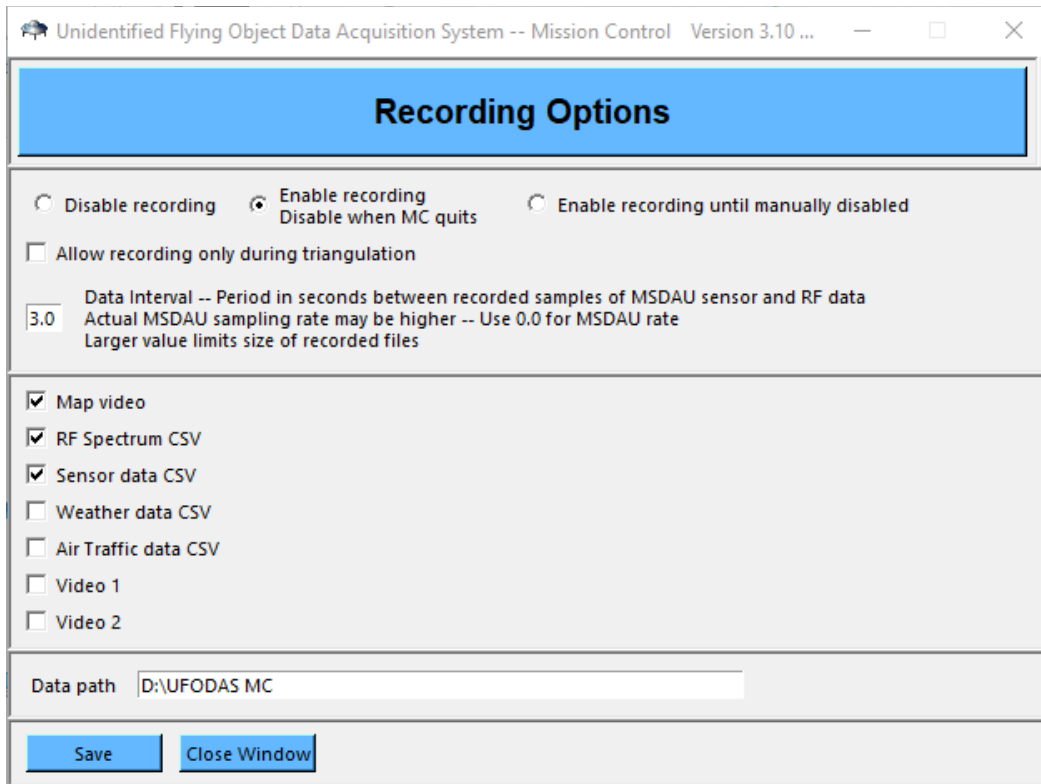 Unidentified Flying Object Data Acquisition System -- Mission Control Version 3.10 ...
Recording Options
Disable recording
Enable recording
Disable when MC quits
Enable recording until manually disabled
Allow recording only during triangulation
3.0
Data Interval -- Period in seconds between recorded samples of MSDAU sensor and RF data
Actual MSDAU sampling rate may be higher -- Use 0.0 for MSDAU rate
Larger value limits size of recorded files
Map video
RF Spectrum CSV
Sensor data CSV
Weather data CSV
Air Traffic data CSV
Video 1
Video 2
Data path D:\UFODAS MC
Save Close Window